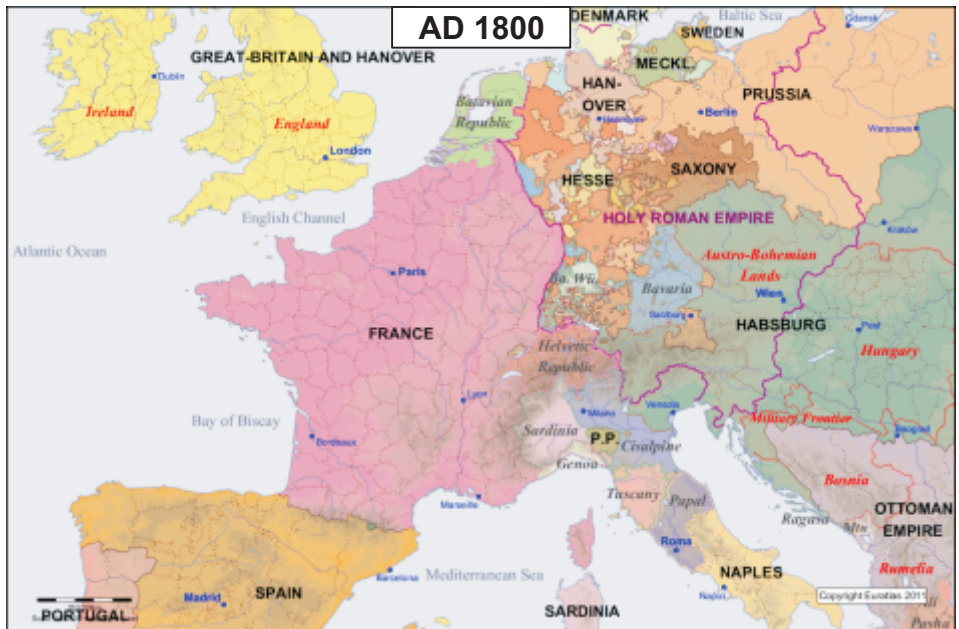 AD 1800
DENMARK
Baltic Sea
Gdansk
SWEDEN
GREAT-BRITAIN AND HANOVER
MECKL.
Dublin
HAN-
OVER
PRUSSIA
Batavian
Republic
Ireland
England
Hannover
Berlin
Warszawa
London
SAXONY
HESSE
English Channel
HOLY ROMAN EMPIRE
Kraków
Atlantic Ocean
Austro-Bohemian
Lands
Paris
Ba.
Wü.
Bavaria
Wien
Salzburg
FRANCE
HABSBURG
Pest
Helvetic
Republic
Hungary
Lyon
Milano
Venezia
Bay of Biscay
Military Frontier
Beograd
Bordeaux
Sardinia
P.P.
Cisalpine
Genoa
Bosnia
Tuscany
Papal
Marseille
Ragusa
Mtn.
OTTOMAN
EMPIRE
Roma
Rumelia
Barcelona
Mediterranean Sea
NAPLES
SPAIN
Madrid
Napoli
Copyright Euratlas 2011
PORTUGAL
SARDINIA
Pasha